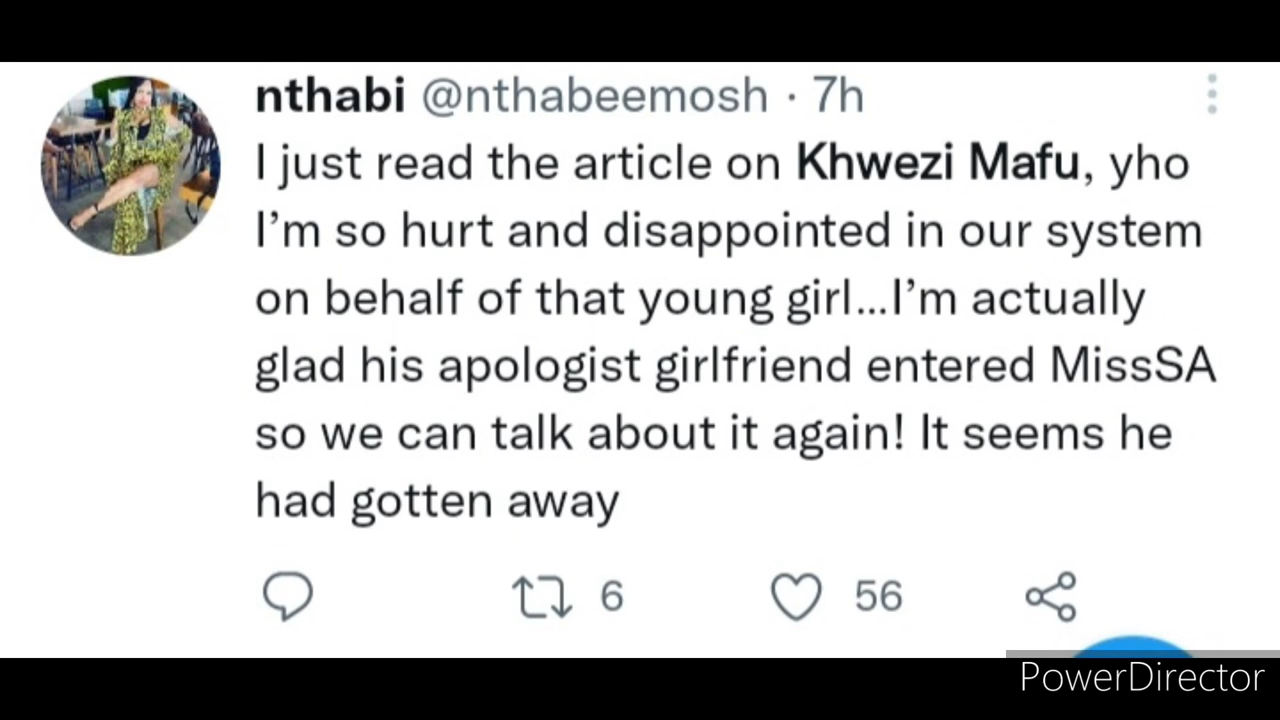 nthabi @nthabeemosh · 7h
I just read the article on Khwezi Mafu, yho
I’m so hurt and disappointed in our system
on behalf of that young girl...I’m actually
glad his apologist girlfriend entered MissSA
so we can talk about it again! It seems he
had gotten away
6 56
PowerDirector